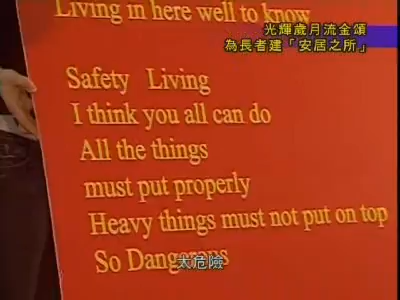 Living in here well to know
光輝歲月流金頌
為長者建「安居之所」
Safety Living
I think you all can do
All the things
must put properly
Heavy things must not put on top
So Dangerous
太危險